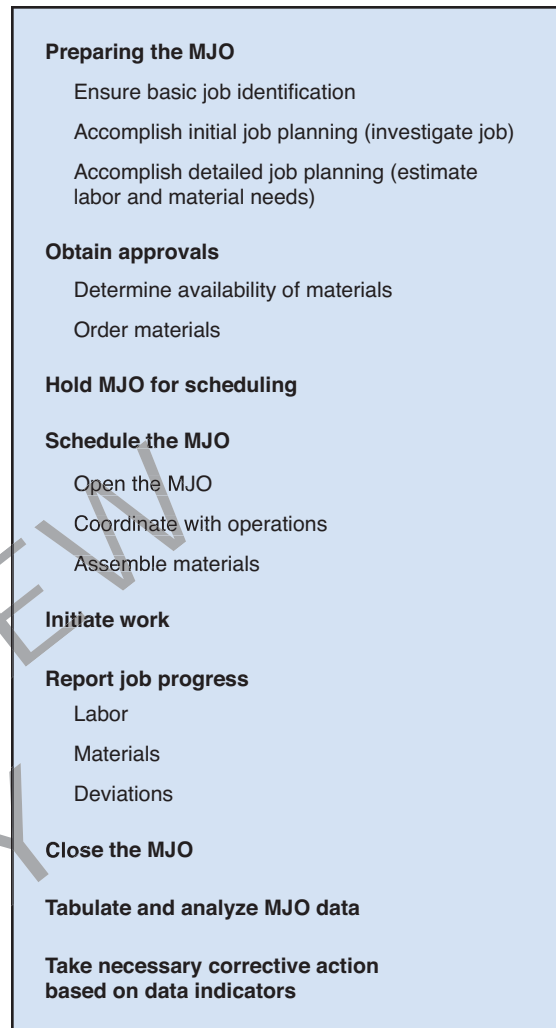 Preparing the MJO
Ensure basic job identification
Accomplish initial job planning (investigate job)
Accomplish detailed job planning (estimate
labor and material needs)
Obtain approvals
Determine availability of materials
Order materials
Hold MJO for scheduling
Schedule the MJO
Open the MJO
Coordinate with operations
Assemble materials
Initiate work
Report job progress
Labor
Materials
Deviations
Close the MJO
Tabulate and analyze MJO data
Take necessary corrective action
based on data indicators